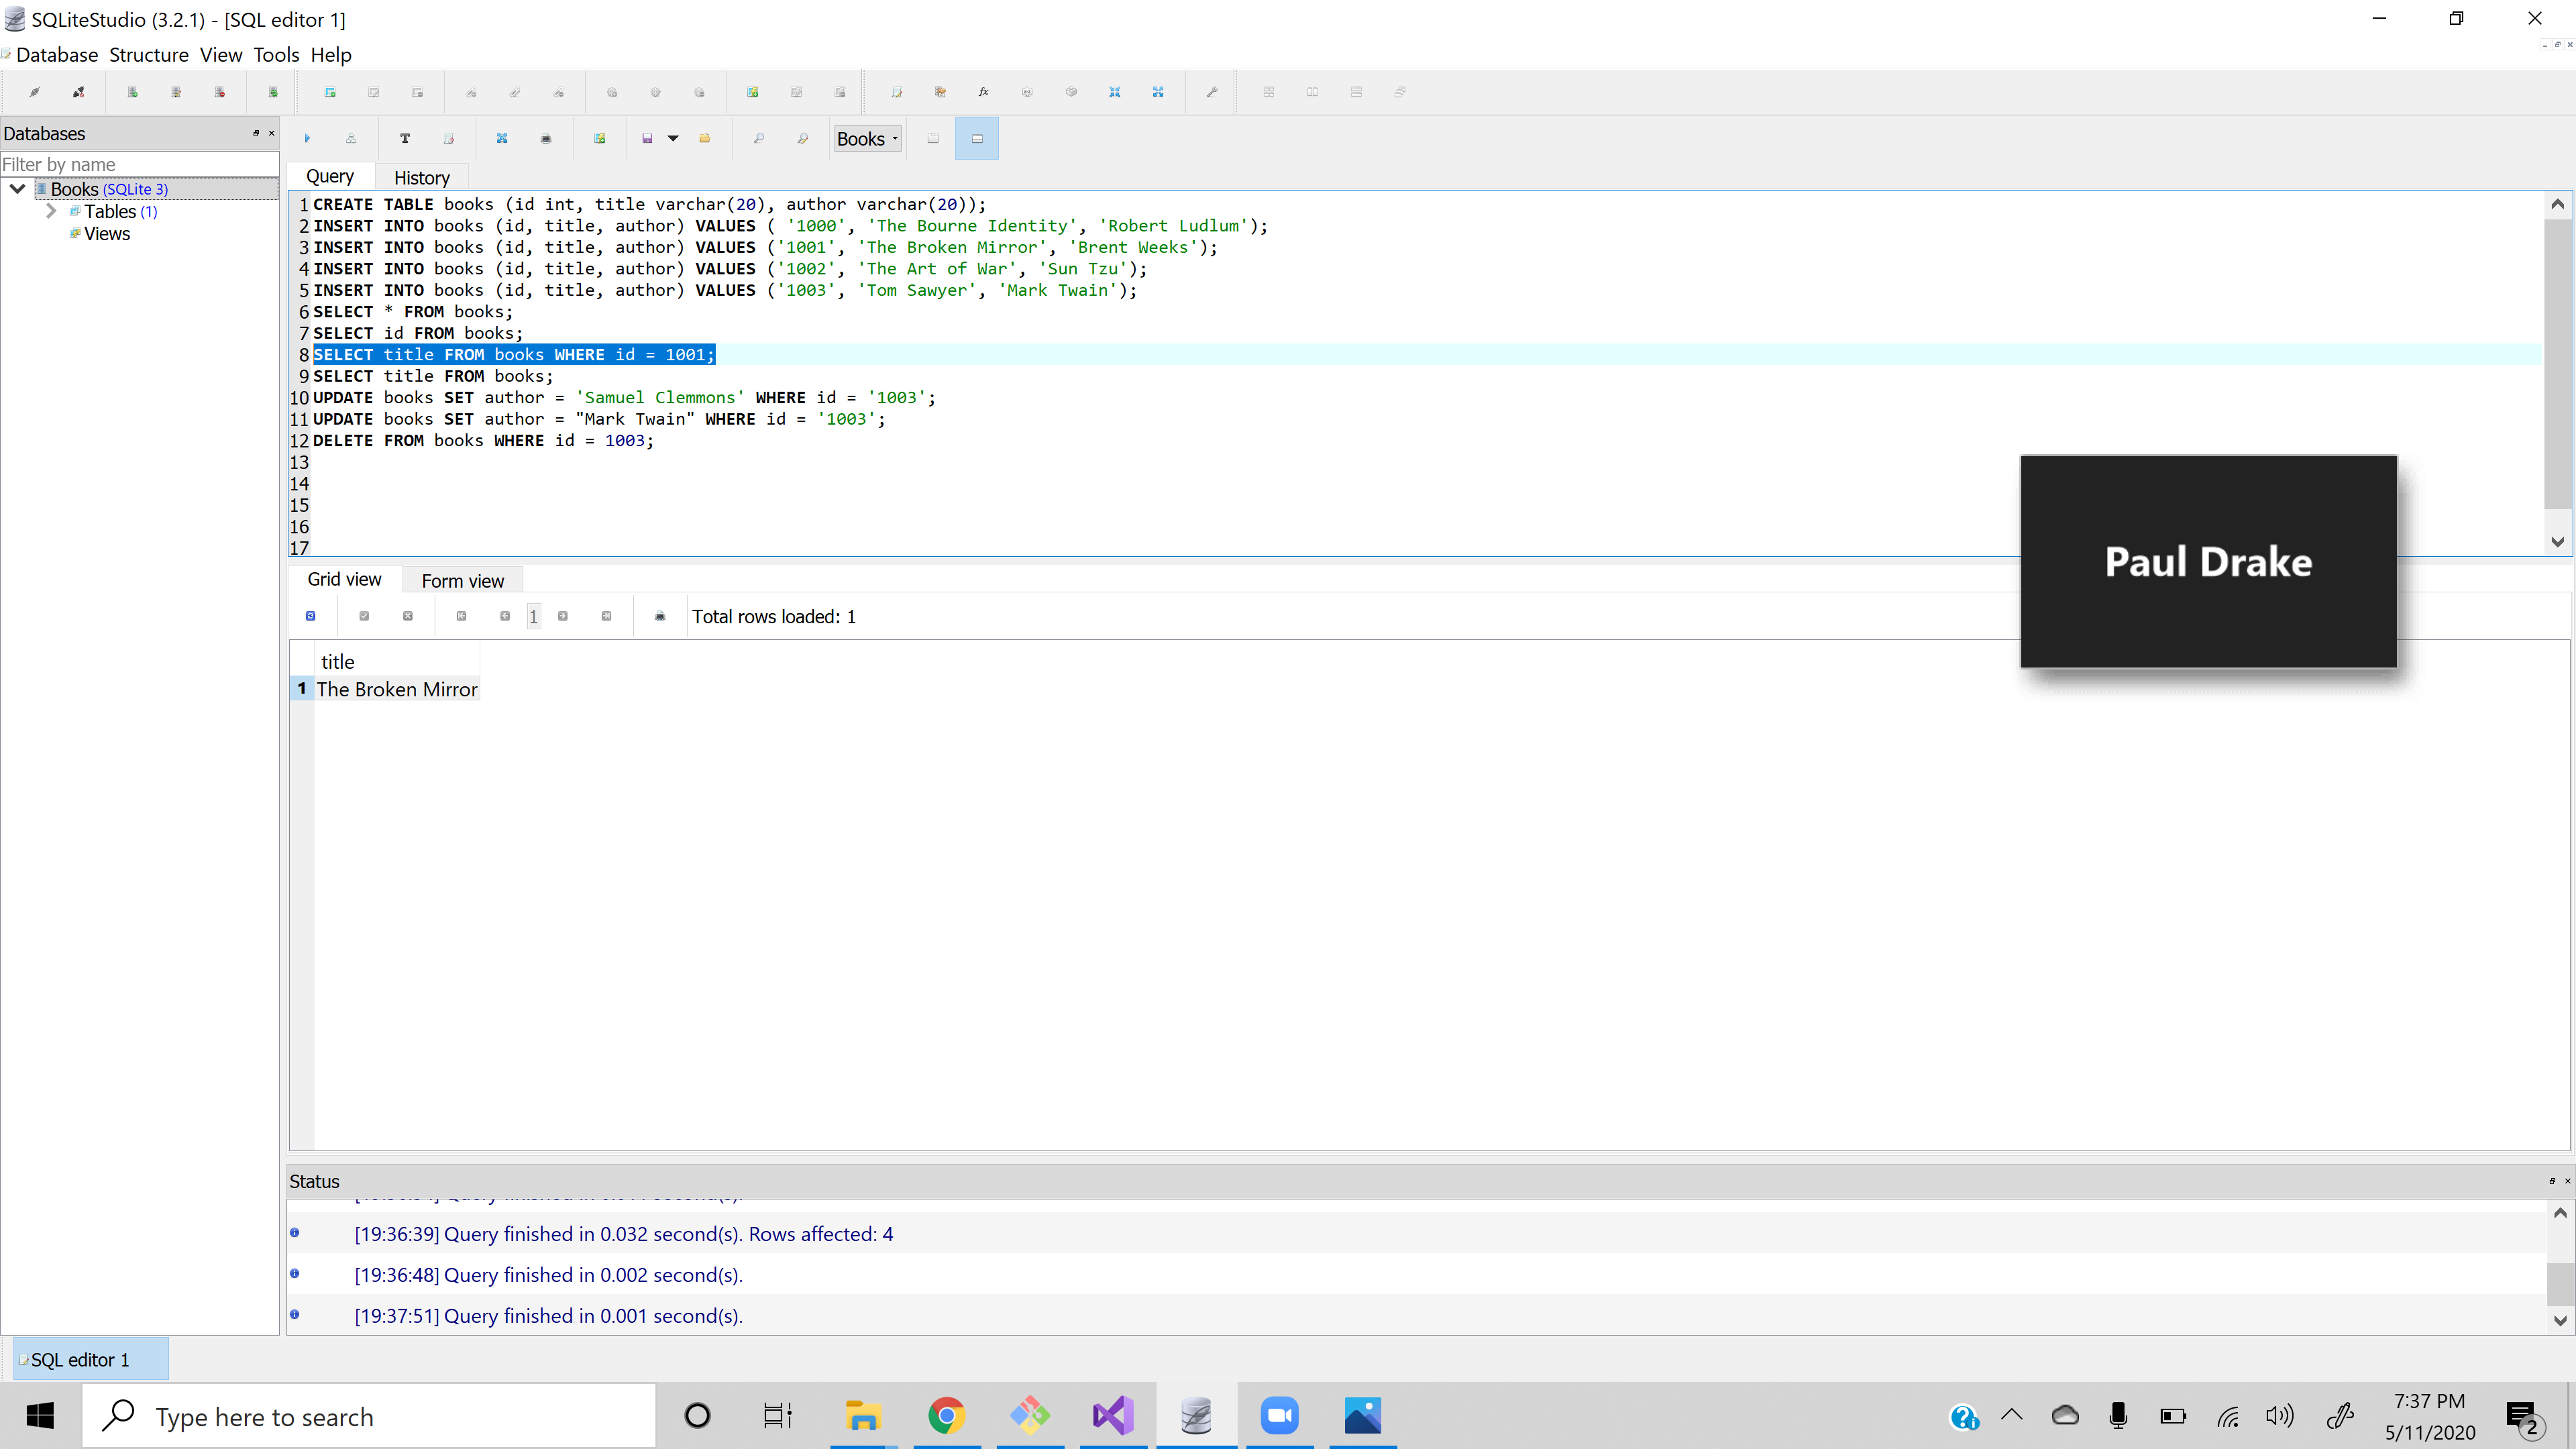 SQLiteStudio (3.2.1) - [SQL editor 1]
Database Structure View Tools Help
Databases
Filter by name
Books (SQLite 3)
Tables (1)
Views
Books
Query History
1 CREATE TABLE books (id int, title varchar(20), author varchar(20));
2 INSERT INTO books (id, title, author) VALUES ( '1000', 'The Bourne Identity', 'Robert Ludlum');
3 INSERT INTO books (id, title, author) VALUES ('1001', 'The Broken Mirror', 'Brent Weeks');
4 INSERT INTO books (id, title, author) VALUES ('1002', 'The Art of War', 'Sun Tzu');
5 INSERT INTO books (id, title, author) VALUES ('1003', 'Tom Sawyer', 'Mark Twain');
6 SELECT * FROM books;
7 SELECT id FROM books;
8 SELECT title FROM books WHERE id = 1001;
9 SELECT title FROM books;
10 UPDATE books SET author = 'Samuel Clemmons' WHERE id = '1003';
11 UPDATE books SET author = "Mark Twain" WHERE id = '1003';
12 DELETE FROM books WHERE id = 1003;
13
14
15
16
17
Paul Drake
Grid view Form view
1 Total rows loaded: 1
title
1 The Broken Mirror
Status
[19:36:39] Query finished in 0.032 second(s). Rows affected: 4
[19:36:48] Query finished in 0.002 second(s).
[19:37:51] Query finished in 0.001 second(s).
SQL editor 1
Type here to search
7:37 PM
5/11/2020
2